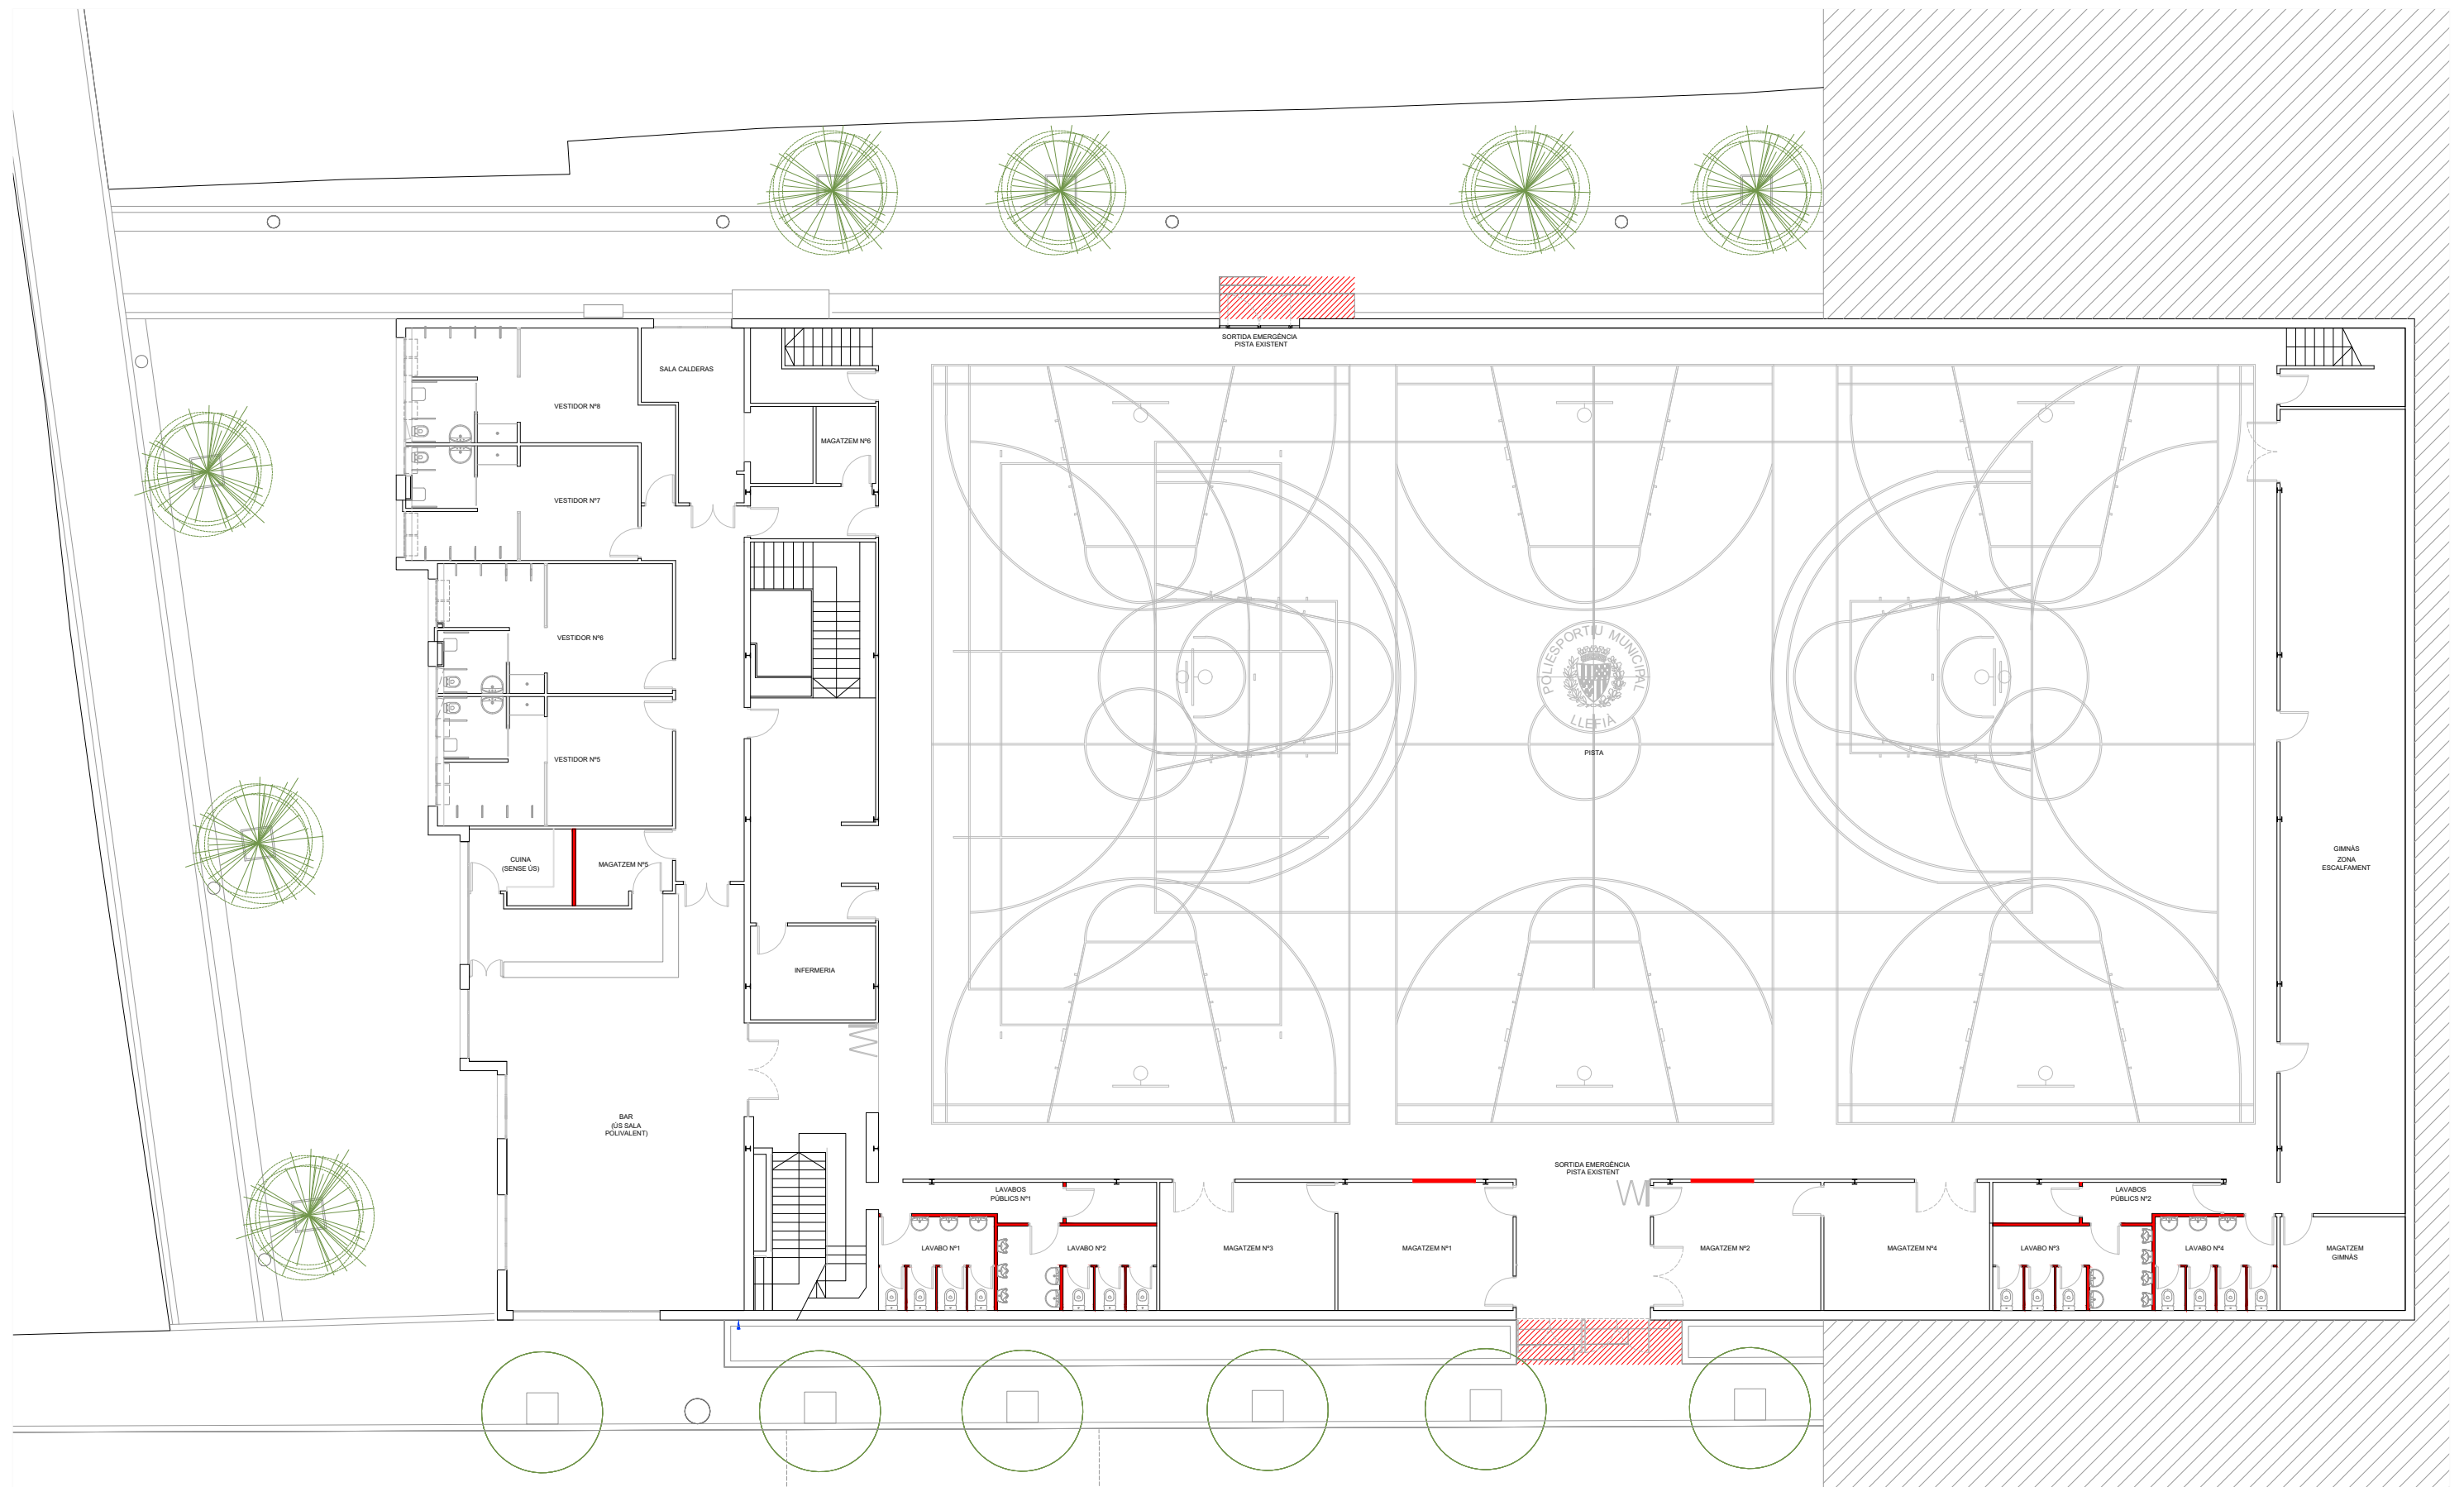 SORTIDA EMERGÈNCIA
PISTA EXISTENT
SALA CALDERAS
VESTIDOR Nº8
MAGATZEM Nº6
VESTIDOR Nº7
VESTIDOR Nº6
POLIESPORTIU MUNICIPAL
LLEFIÀ
PISTA
VESTIDOR Nº5
CUINA
(SENSE ÚS)
MAGATZEM Nº5
GIMNÀS
ZONA
ESCALFAMENT
INFERMERIA
BAR
(ÚS SALA
POLIVALENT)
SORTIDA EMERGÈNCIA
PISTA EXISTENT
LAVABOS
PÚBLICS Nº1
LAVABOS
PÚBLICS Nº2
LAVABO Nº1
LAVABO Nº2
MAGATZEM Nº3
MAGATZEM Nº1
MAGATZEM Nº2
MAGATZEM Nº4
LAVABO Nº3
LAVABO Nº4
MAGATZEM
GIMNÀS